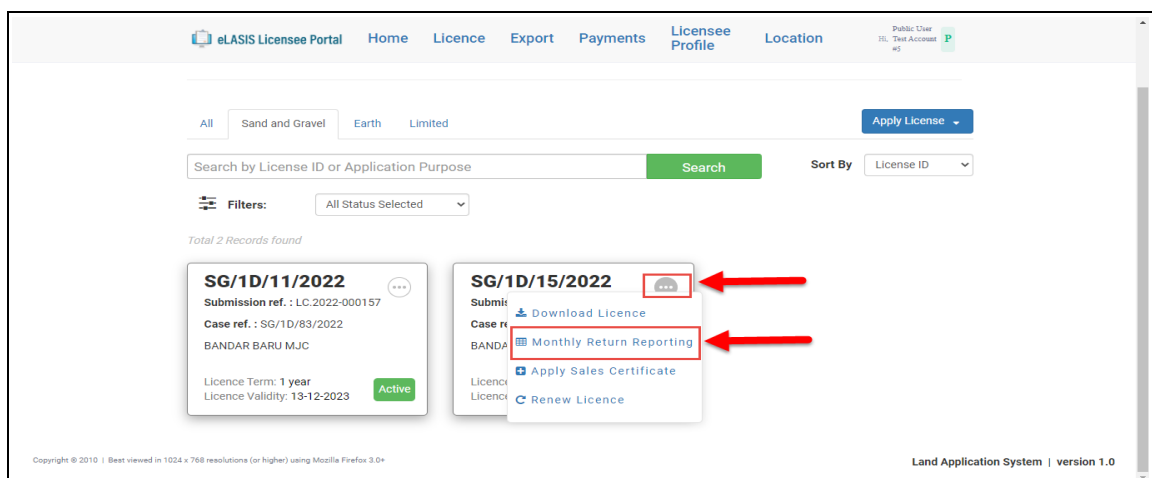 eLASIS Licensee Portal Home Licence Export Payments Licensee Profile Location
Public User
Hi, Test Account P
#5
All Sand and Gravel Earth Limited Apply License
Search by License ID or Application Purpose Search Sort By License ID
Filters: All Status Selected
Total 2 Records found
SG/1D/11/2022
Submission ref. : LC.2022-000157
Case ref. : SG/1D/83/2022
BANDAR BARU MJC
Licence Term: 1 year
Licence Validity: 13-12-2023
Active
SG/1D/15/2022
Submis
Case re
BANDA
Licenc
Licenc
Download Licence
Monthly Return Reporting
Apply Sales Certificate
Renew Licence
Copyright © 2010 | Best viewed in 1024 x 768 resolutions (or higher) using Mozilla Firefox 3.0+
Land Application System | version 1.0